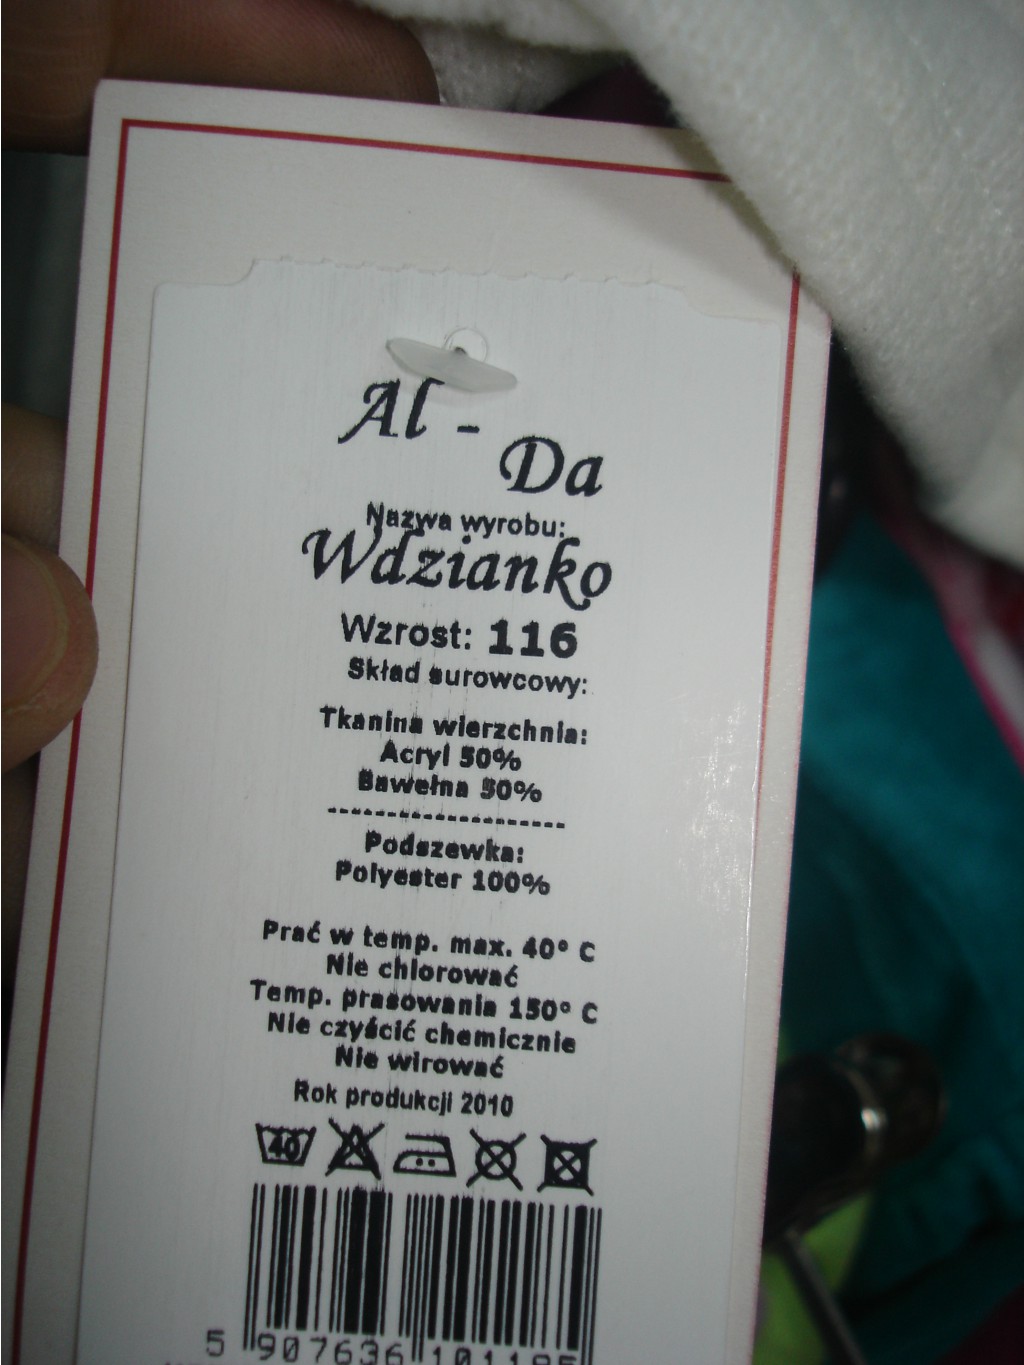 Al - Da
Nazwa wyrobu:
Wdzianko
Wzrost: 116
Skład surowcowy:
Tkanina wierzchnia:
Acryl 50%
Bawełna 50%
---------------------
Podszewka:
Polyester 100%
Prać w temp. max. 40° C
Nie chlorować
Temp. prasowania 150° C
Nie czyścić chemicznie
Nie wirować
Rok produkcji 2010
40
5 907636 101195